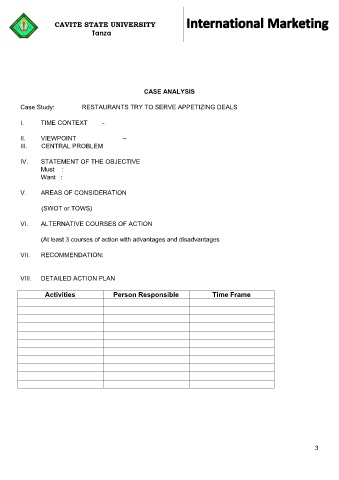 CAVITE STATE UNIVERSITY
Tanza
International Marketing
CASE ANALYSIS
Case Study: RESTAURANTS TRY TO SERVE APPETIZING DEALS
I. TIME CONTEXT -
II. VIEWPOINT –
III. CENTRAL PROBLEM
IV. STATEMENT OF THE OBJECTIVE
Must :
Want :
V. AREAS OF CONSIDERATION
(SWOT or TOWS)
VI. ALTERNATIVE COURSES OF ACTION
(At least 3 courses of action with advantages and disadvantages
VII. RECOMMENDATION:
VIII. DETAILED ACTION PLAN
Activities Person Responsible Time Frame
3